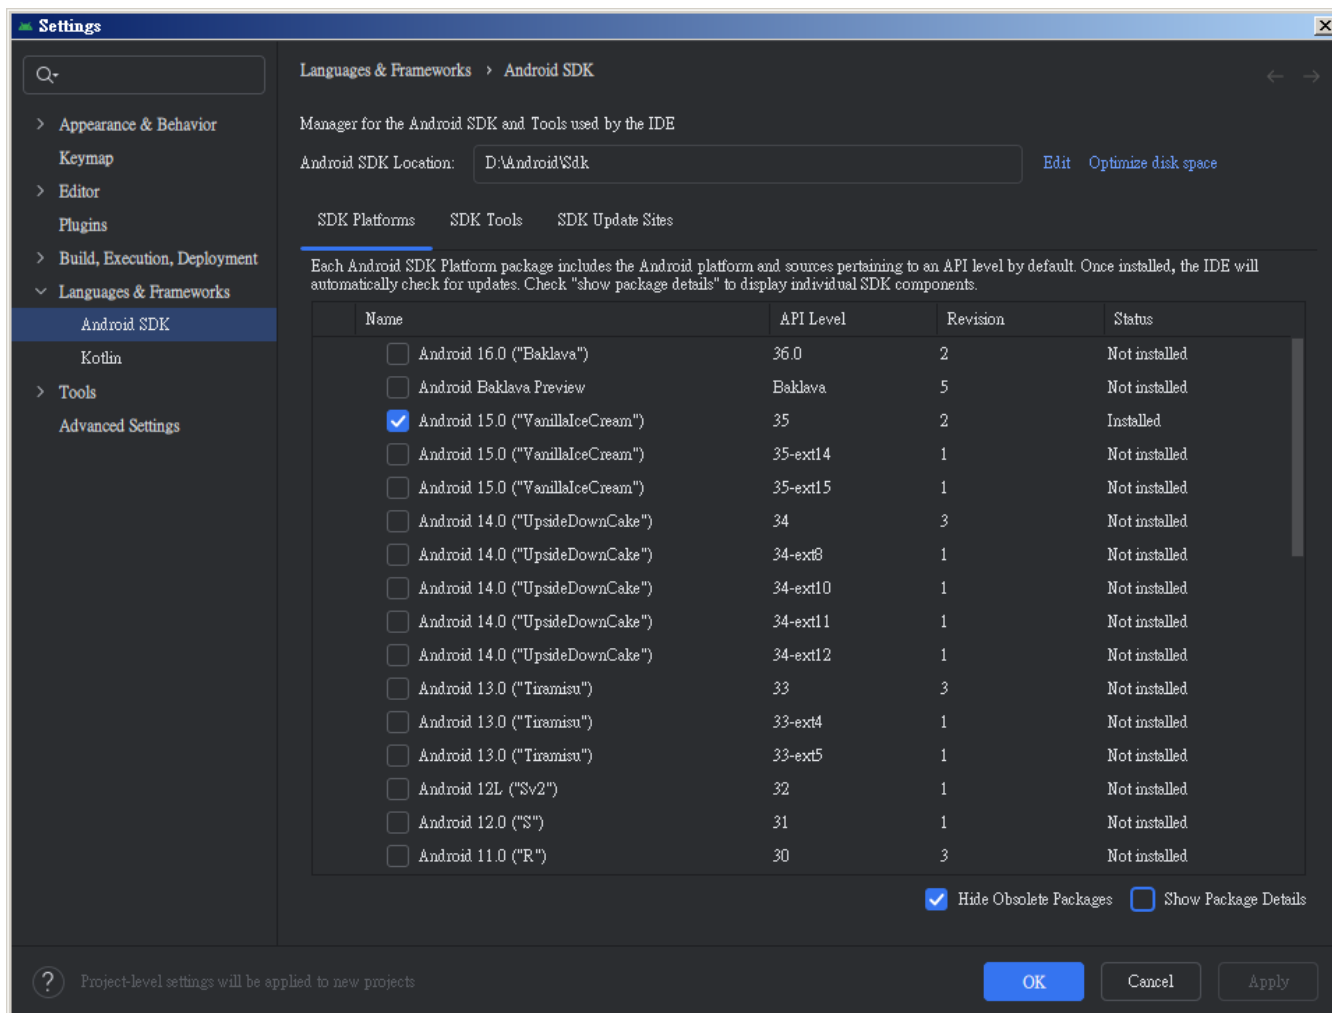 Settings
Languages & Frameworks › Android SDK
Appearance & Behavior
Keymap
Editor
Plugins
Build, Execution, Deployment
Languages & Frameworks
Android SDK
Kotlin
Tools
Advanced Settings
Manager for the Android SDK and Tools used by the IDE
Android SDK Location: D:\Android\Sdk Edit Optimize disk space
SDK Platforms SDK Tools SDK Update Sites
Each Android SDK Platform package includes the Android platform and sources pertaining to an API level by default. Once installed, the IDE will
automatically check for updates. Check "show package details" to display individual SDK components.
Name API Level Revision Status
Android 16.0 ("Baklava") 36.0 2 Not installed
Android Baklava Preview Baklava 5 Not installed
Android 15.0 ("VanillaIceCream") 35 2 Installed
Android 15.0 ("VanillaIceCream") 35-ext14 1 Not installed
Android 15.0 ("VanillaIceCream") 35-ext15 1 Not installed
Android 14.0 ("UpsideDownCake") 34 3 Not installed
Android 14.0 ("UpsideDownCake") 34-ext8 1 Not installed
Android 14.0 ("UpsideDownCake") 34-ext10 1 Not installed
Android 14.0 ("UpsideDownCake") 34-ext11 1 Not installed
Android 14.0 ("UpsideDownCake") 34-ext12 1 Not installed
Android 13.0 ("Tiramisu") 33 3 Not installed
Android 13.0 ("Tiramisu") 33-ext4 1 Not installed
Android 13.0 ("Tiramisu") 33-ext5 1 Not installed
Android 12L ("Sv2") 32 1 Not installed
Android 12.0 ("S") 31 1 Not installed
Android 11.0 ("R") 30 3 Not installed
Hide Obsolete Packages Show Package Details
? Project-level settings will be applied to new projects
OK Cancel Apply